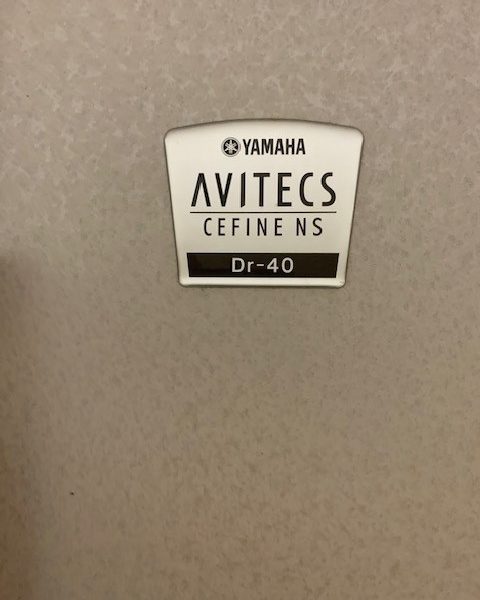 YAMAHA
AVITECS
CEFINE NS
Dr-40